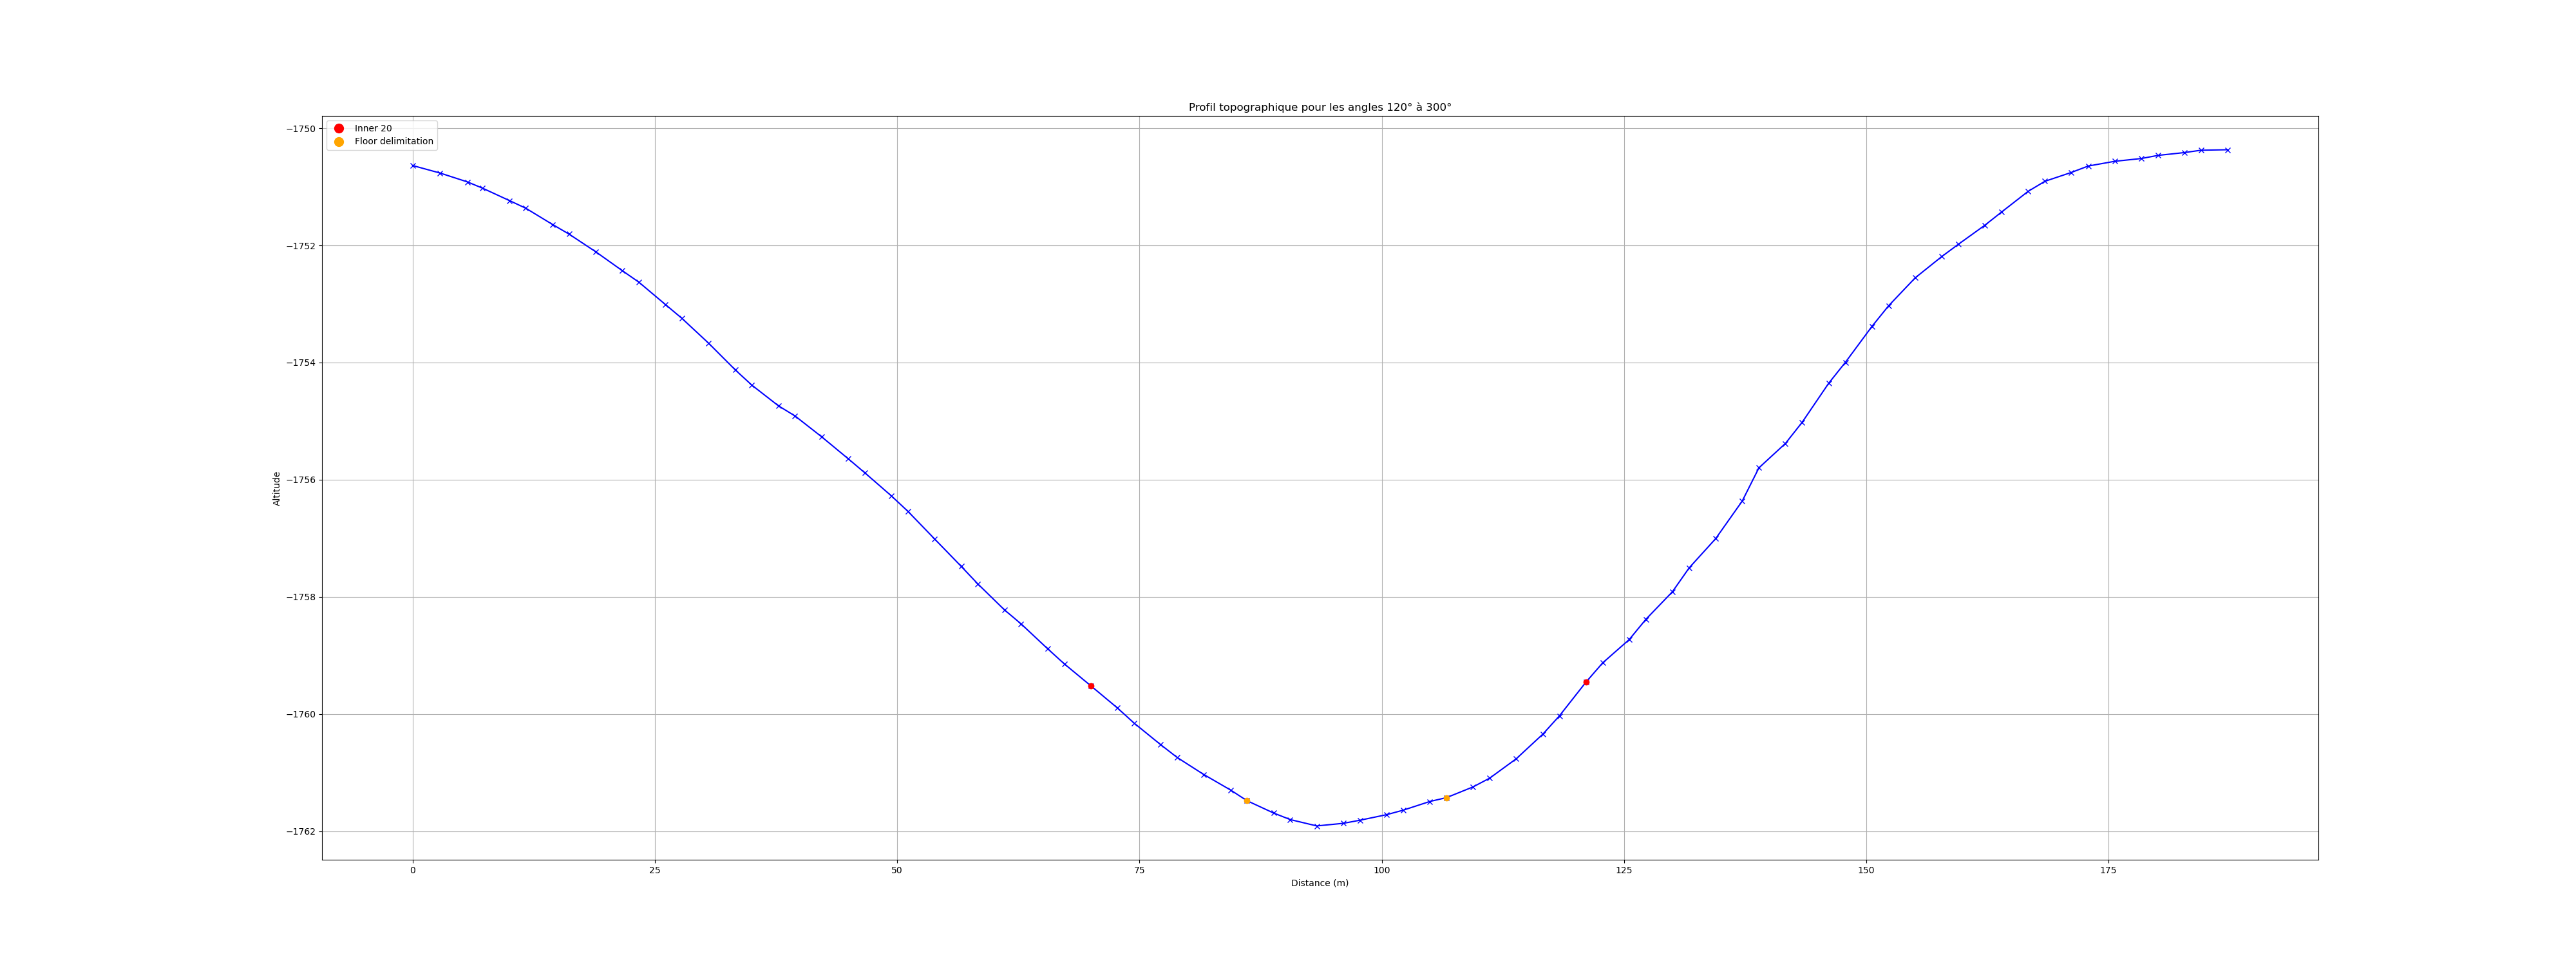 Profil topographique pour les angles 120° à 300°
Inner 20
Floor delimitation
−1750
−1752
−1754
−1756
−1758
−1760
−1762
Altitude
0 25 50 75 100 125 150 175
Distance (m)